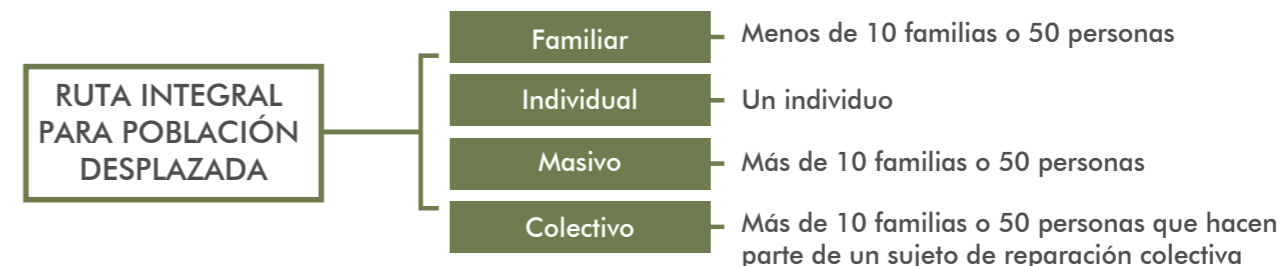 RUTA INTEGRAL
PARA POBLACIÓN
DESPLAZADA
Familiar
Menos de 10 familias o 50 personas
Individual
Un individuo
Masivo
Más de 10 familias o 50 personas
Colectivo
Más de 10 familias o 50 personas que hacen
parte de un sujeto de reparación colectiva